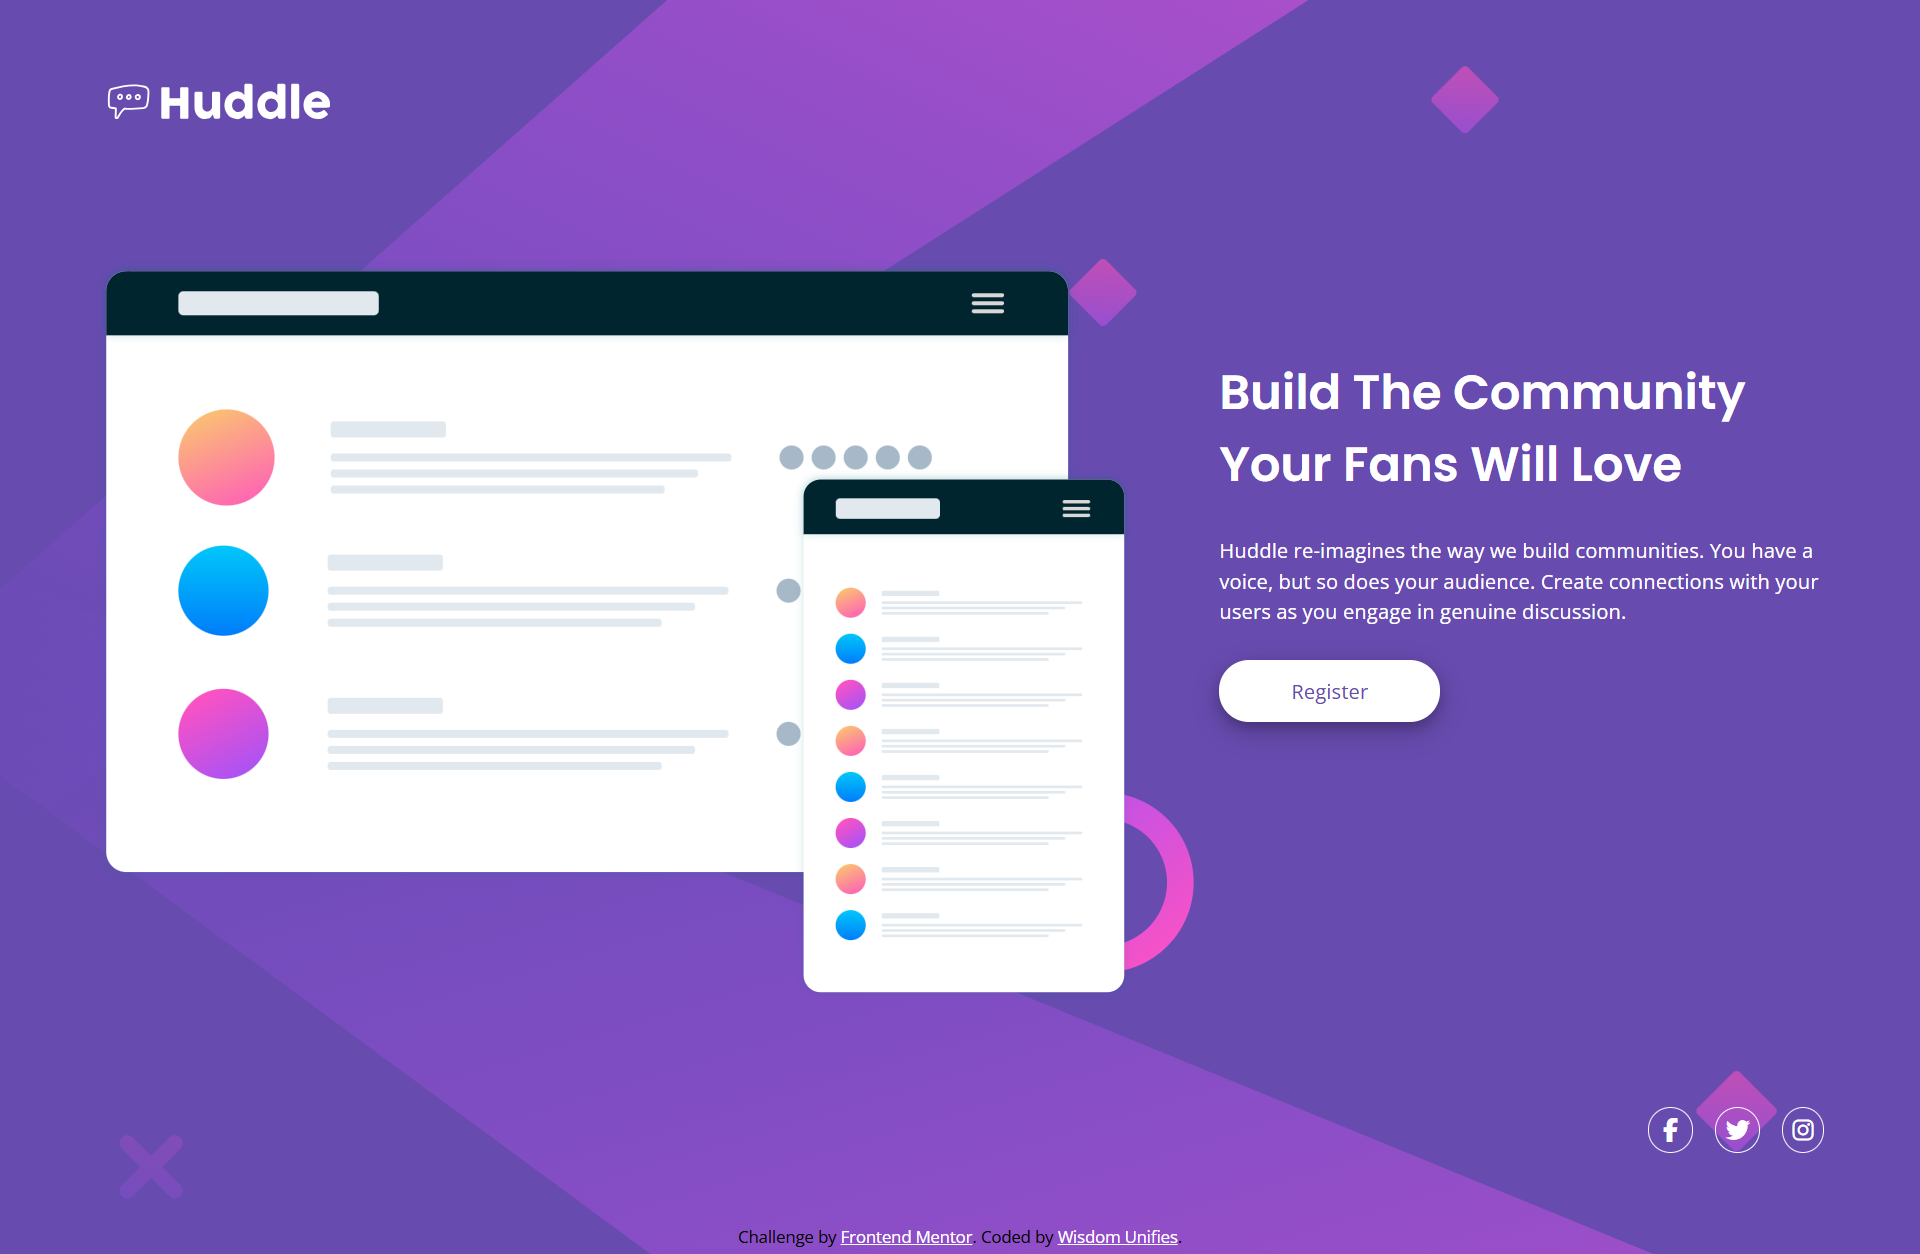 Huddle
Build The Community
Your Fans Will Love
Huddle re-imagines the way we build communities. You have a
voice, but so does your audience. Create connections with your
users as you engage in genuine discussion.
Register
Challenge by Frontend Mentor. Coded by Wisdom Unifies.